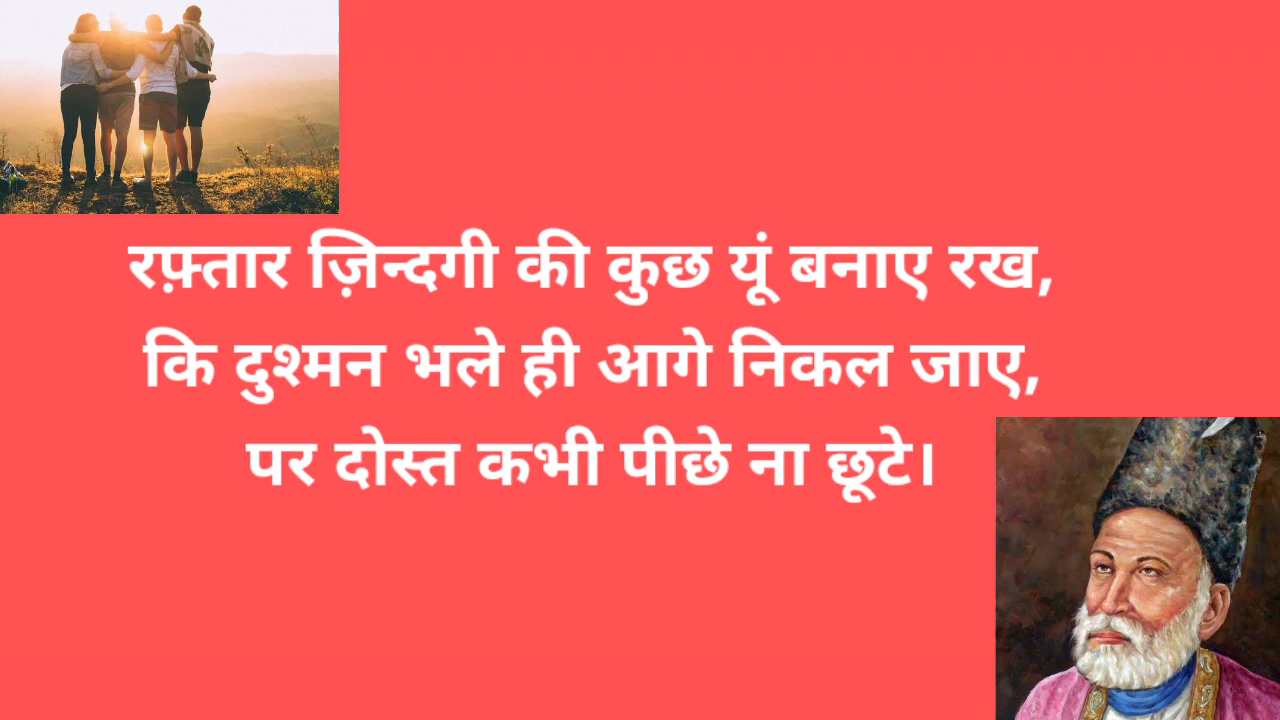 रफ़्तार ज़िन्दगी की कुछ यूं बनाए रख,
कि दुश्मन भले ही आगे निकल जाए,
पर दोस्त कभी पीछे ना छूटे।